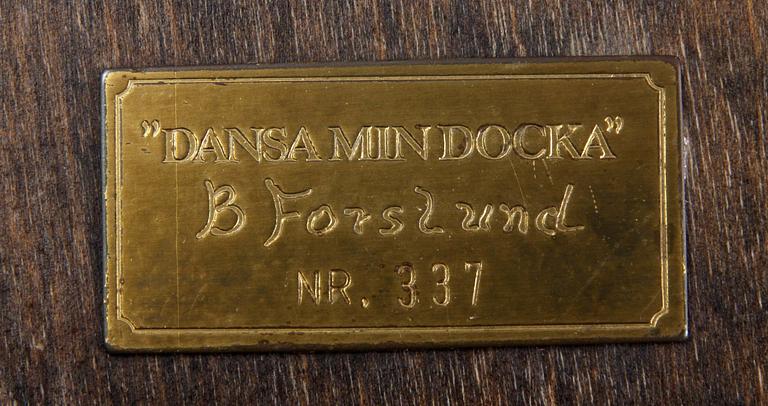 ”DANSA MIN DOCKA”
B Forslund
NR. 337